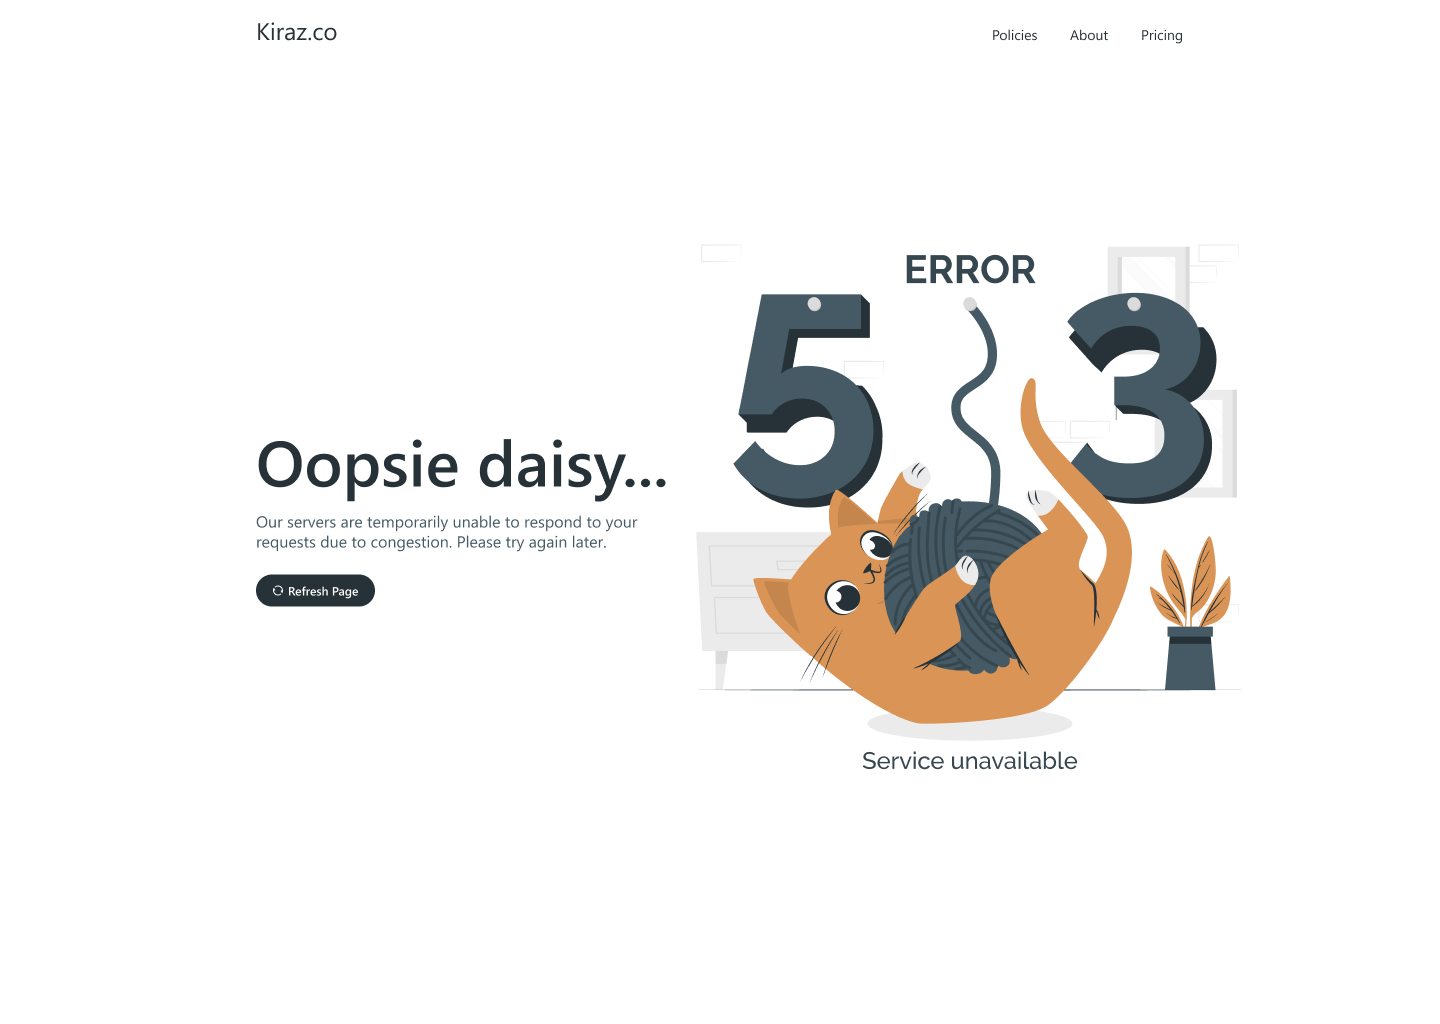 Kiraz.co
Policies
About
Pricing
ERROR
5 3
Oopsie daisy...
Our servers are temporarily unable to respond to your
requests due to congestion. Please try again later.
Refresh Page
Service unavailable